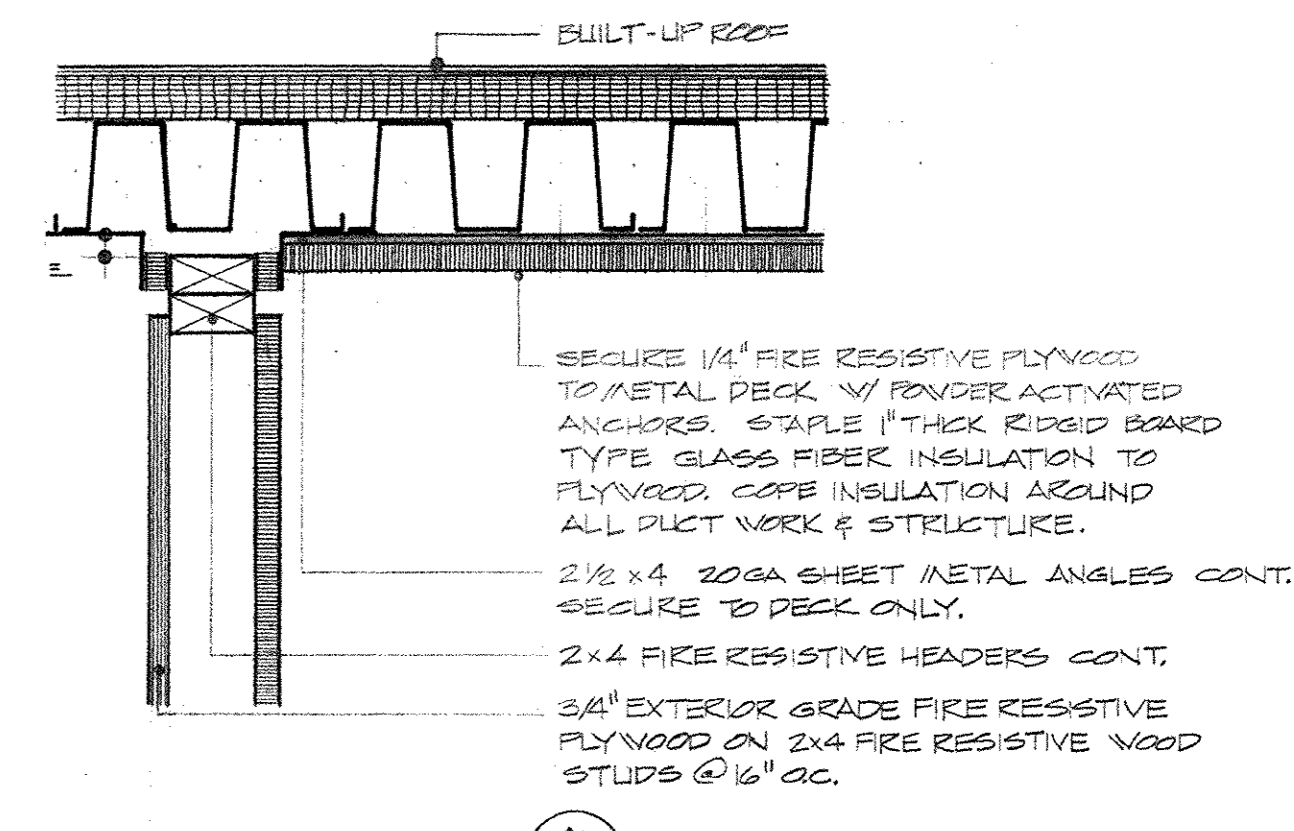 BUILT-UP ROOF
SECURE 1/4" FIRE RESISTIVE PLYWOOD
TO METAL DECK W/ POWDER ACTIVATED
ANCHORS. STAPLE 1" THICK RIDGID BOARD
TYPE GLASS FIBER INSULATION TO
PLYWOOD. COPE INSULATION AROUND
ALL DUCT WORK & STRUCTURE.
2 1/2 x 4 20GA SHEET METAL ANGLES CONT.
SECURE TO DECK ONLY.
2x4 FIRE RESISTIVE HEADERS CONT.
3/4" EXTERIOR GRADE FIRE RESISTIVE
PLYWOOD ON 2x4 FIRE RESISTIVE WOOD
STUDS @ 16" O.C.